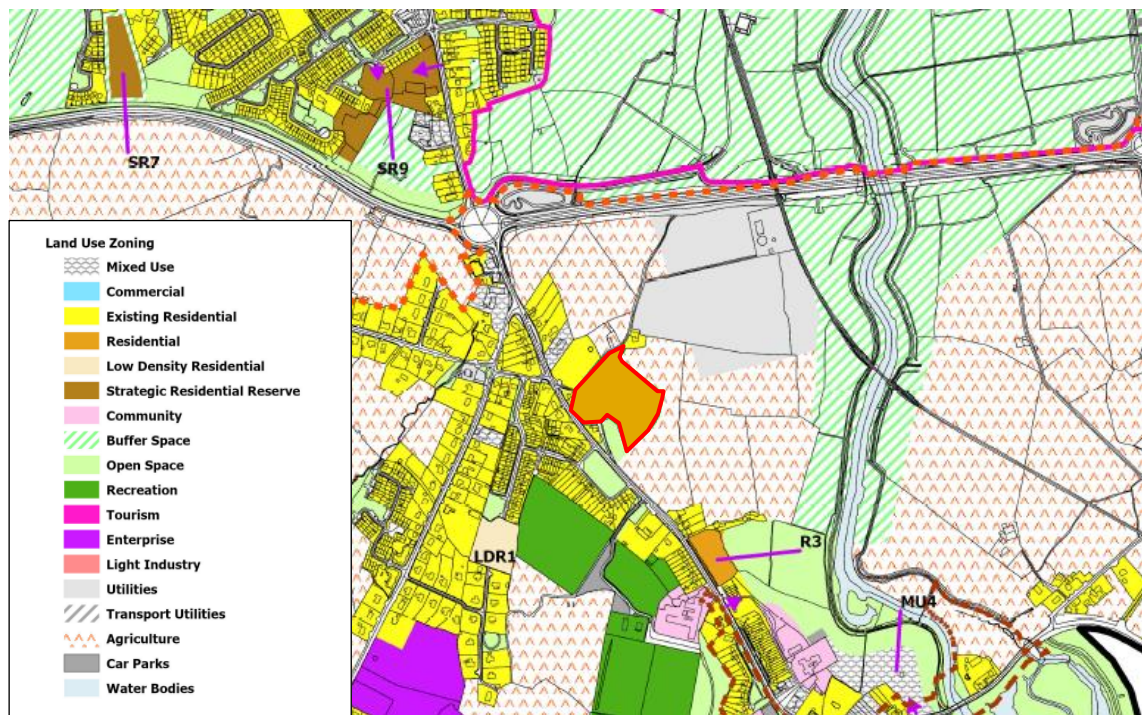 SR7
SR9
Land Use Zoning
Mixed Use
Commercial
Existing Residential
Residential
Low Density Residential
Strategic Residential Reserve
Community
Buffer Space
Open Space
Recreation
Tourism
Enterprise
Light Industry
Utilities
Transport Utilities
Agriculture
Car Parks
Water Bodies
R3
LDR1
MU4